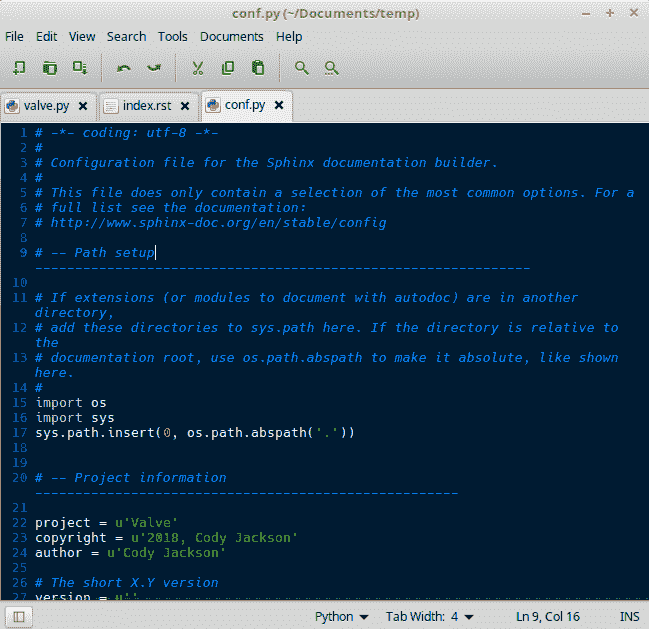 conf.py (~/Documents/temp)
File Edit View Search Tools Documents Help
valve.py index.rst conf.py
1 # -*- coding: utf-8 -*-
2 #
3 # Configuration file for the Sphinx documentation builder.
4 #
5 # This file does only contain a selection of the most common options. For a
6 # full list see the documentation:
7 # http://www.sphinx-doc.org/en/stable/config
8
9 # -- Path setup
--------------------------------------------------------------
10
11 # If extensions (or modules to document with autodoc) are in another
directory,
12 # add these directories to sys.path here. If the directory is relative to
the
13 # documentation root, use os.path.abspath to make it absolute, like shown
here.
14 #
15 import os
16 import sys
17 sys.path.insert(0, os.path.abspath('.'))
18
19
20 # -- Project information
-----------------------------------------------------
21
22 project = u'Valve'
23 copyright = u'2018, Cody Jackson'
24 author = u'Cody Jackson'
25
26 # The short X.Y version
27 version = u''
Python Tab Width: 4 Ln 9, Col 16 INS